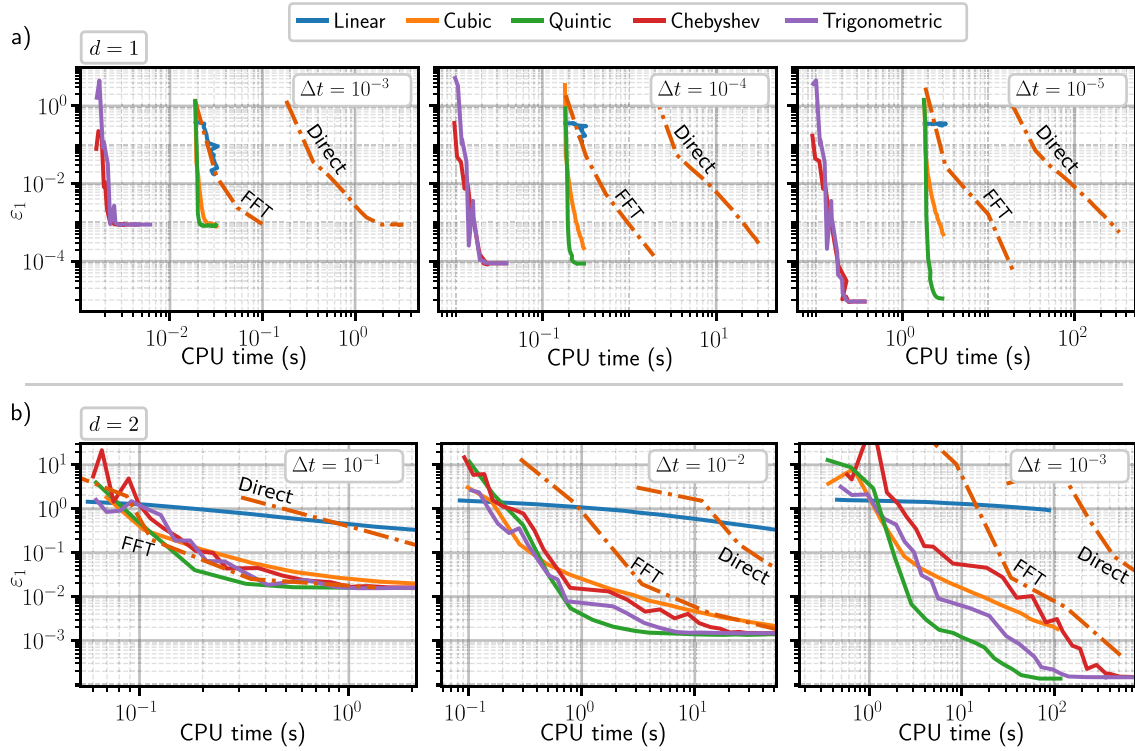 Linear Cubic Quintic Chebyshev Trigonometric
a)
d = 1
Δt = 10⁻³
Δt = 10⁻⁴
Δt = 10⁻⁵
10⁰
10⁻²
10⁻⁴
ε₁
Direct
FFT
Direct
FFT
Direct
FFT
10⁻² 10⁻¹ 10⁰
10⁻¹ 10¹
10⁰ 10²
CPU time (s)
CPU time (s)
CPU time (s)
b)
d = 2
Δt = 10⁻¹
Δt = 10⁻²
Δt = 10⁻³
10¹
10⁰
10⁻¹
10⁻²
10⁻³
ε₁
Direct
FFT
FFT
Direct
FFT
Direct
10⁻¹ 10⁰
10⁻¹ 10⁰ 10¹
10⁰ 10¹ 10²
CPU time (s)
CPU time (s)
CPU time (s)